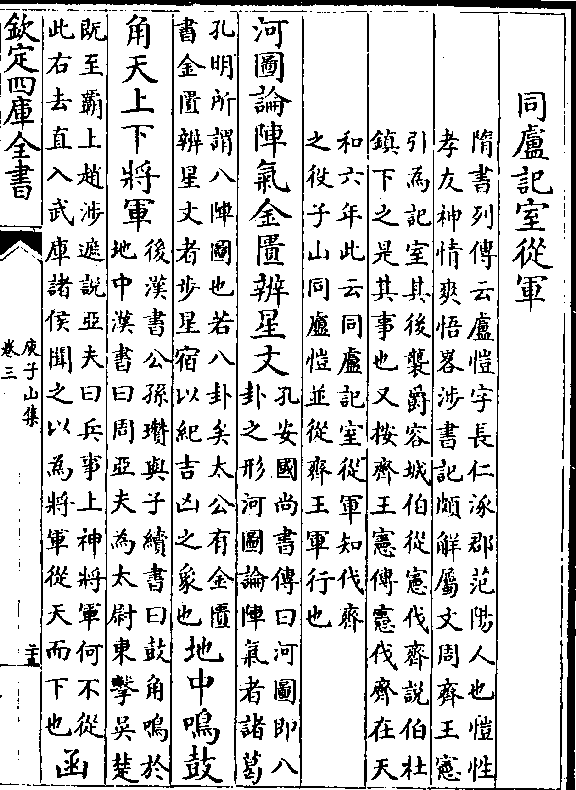 同盧記室從軍
隋書列傳云盧愷字長仁涿郡范陽人也愷性
孝友神情爽悟畧涉書記頗解屬文周齊王憲
引為記室其後襲爵容城伯從憲伐齊說伯杜
鎮下之是其事也又按齊王憲傳憲伐齊在天
和六年此云同盧記室從軍知伐齊
之役子山同盧愷並從齊王軍行也
河圖論陣氣金匱辨星文
孔安國尚書傳曰河圖即八
卦之形河圖論陣氣者諸葛
孔明所謂八陣圖也若八卦矣太公有金匱
書金匱辨星文者步星宿以紀吉凶之象也
地中鳴鼓
角天上下將軍
後漢書公孫瓚與子續書曰鼓角鳴於
地中漢書曰周亞夫為太尉東擊吳楚
既至霸上趙涉遮說亞夫曰兵事上神將軍何不從
此右去直入武庫諸侯聞之以為將軍從天而下也
函
欽定四庫全書
庾子山集
卷三